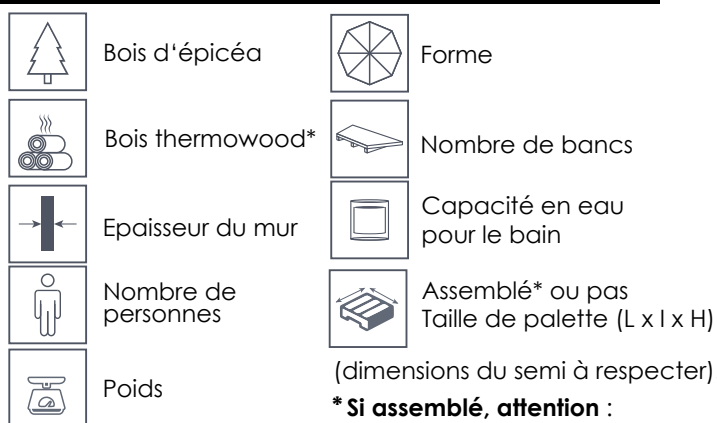 Bois d‘épicéa
Bois thermowood*
Epaisseur du mur
Nombre de
personnes
Poids
Forme
Nombre de bancs
Capacité en eau
pour le bain
Assemblé* ou pas
Taille de palette (L x l x H)
(dimensions du semi à respecter)
* Si assemblé, attention :